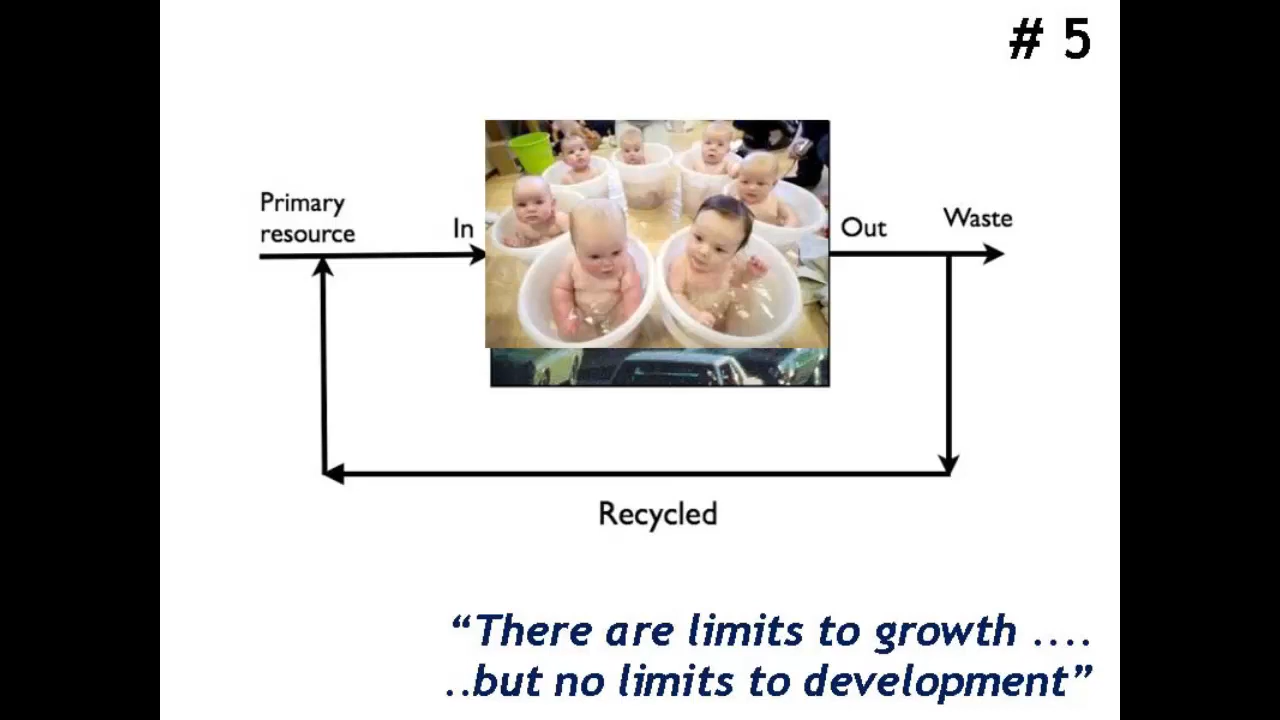 # 5
Primary
resource
In
Out
Waste
Recycled
“There are limits to growth ....
..but no limits to development”